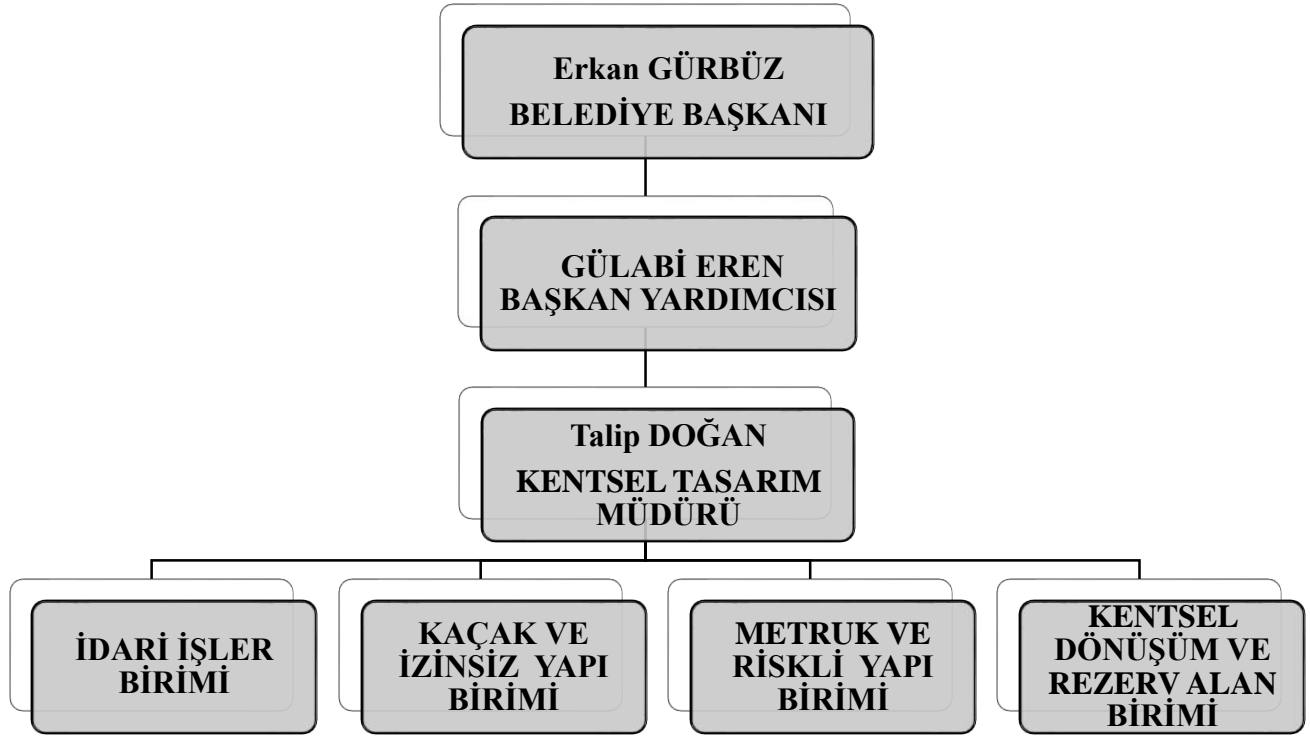 Erkan GÜRBÜZ
BELEDİYE BAŞKANI
GÜLABİ EREN
BAŞKAN YARDIMCISI
Talip DOĞAN
KENTSEL TASARIM
MÜDÜRÜ
İDARİ İŞLER
BİRİMİ
KAÇAK VE
İZİNSİZ YAPI
BİRİMİ
METRUK VE
RİSKLİ YAPI
BİRİMİ
KENTSEL
DÖNÜŞÜM VE
REZERV ALAN
BİRİMİ